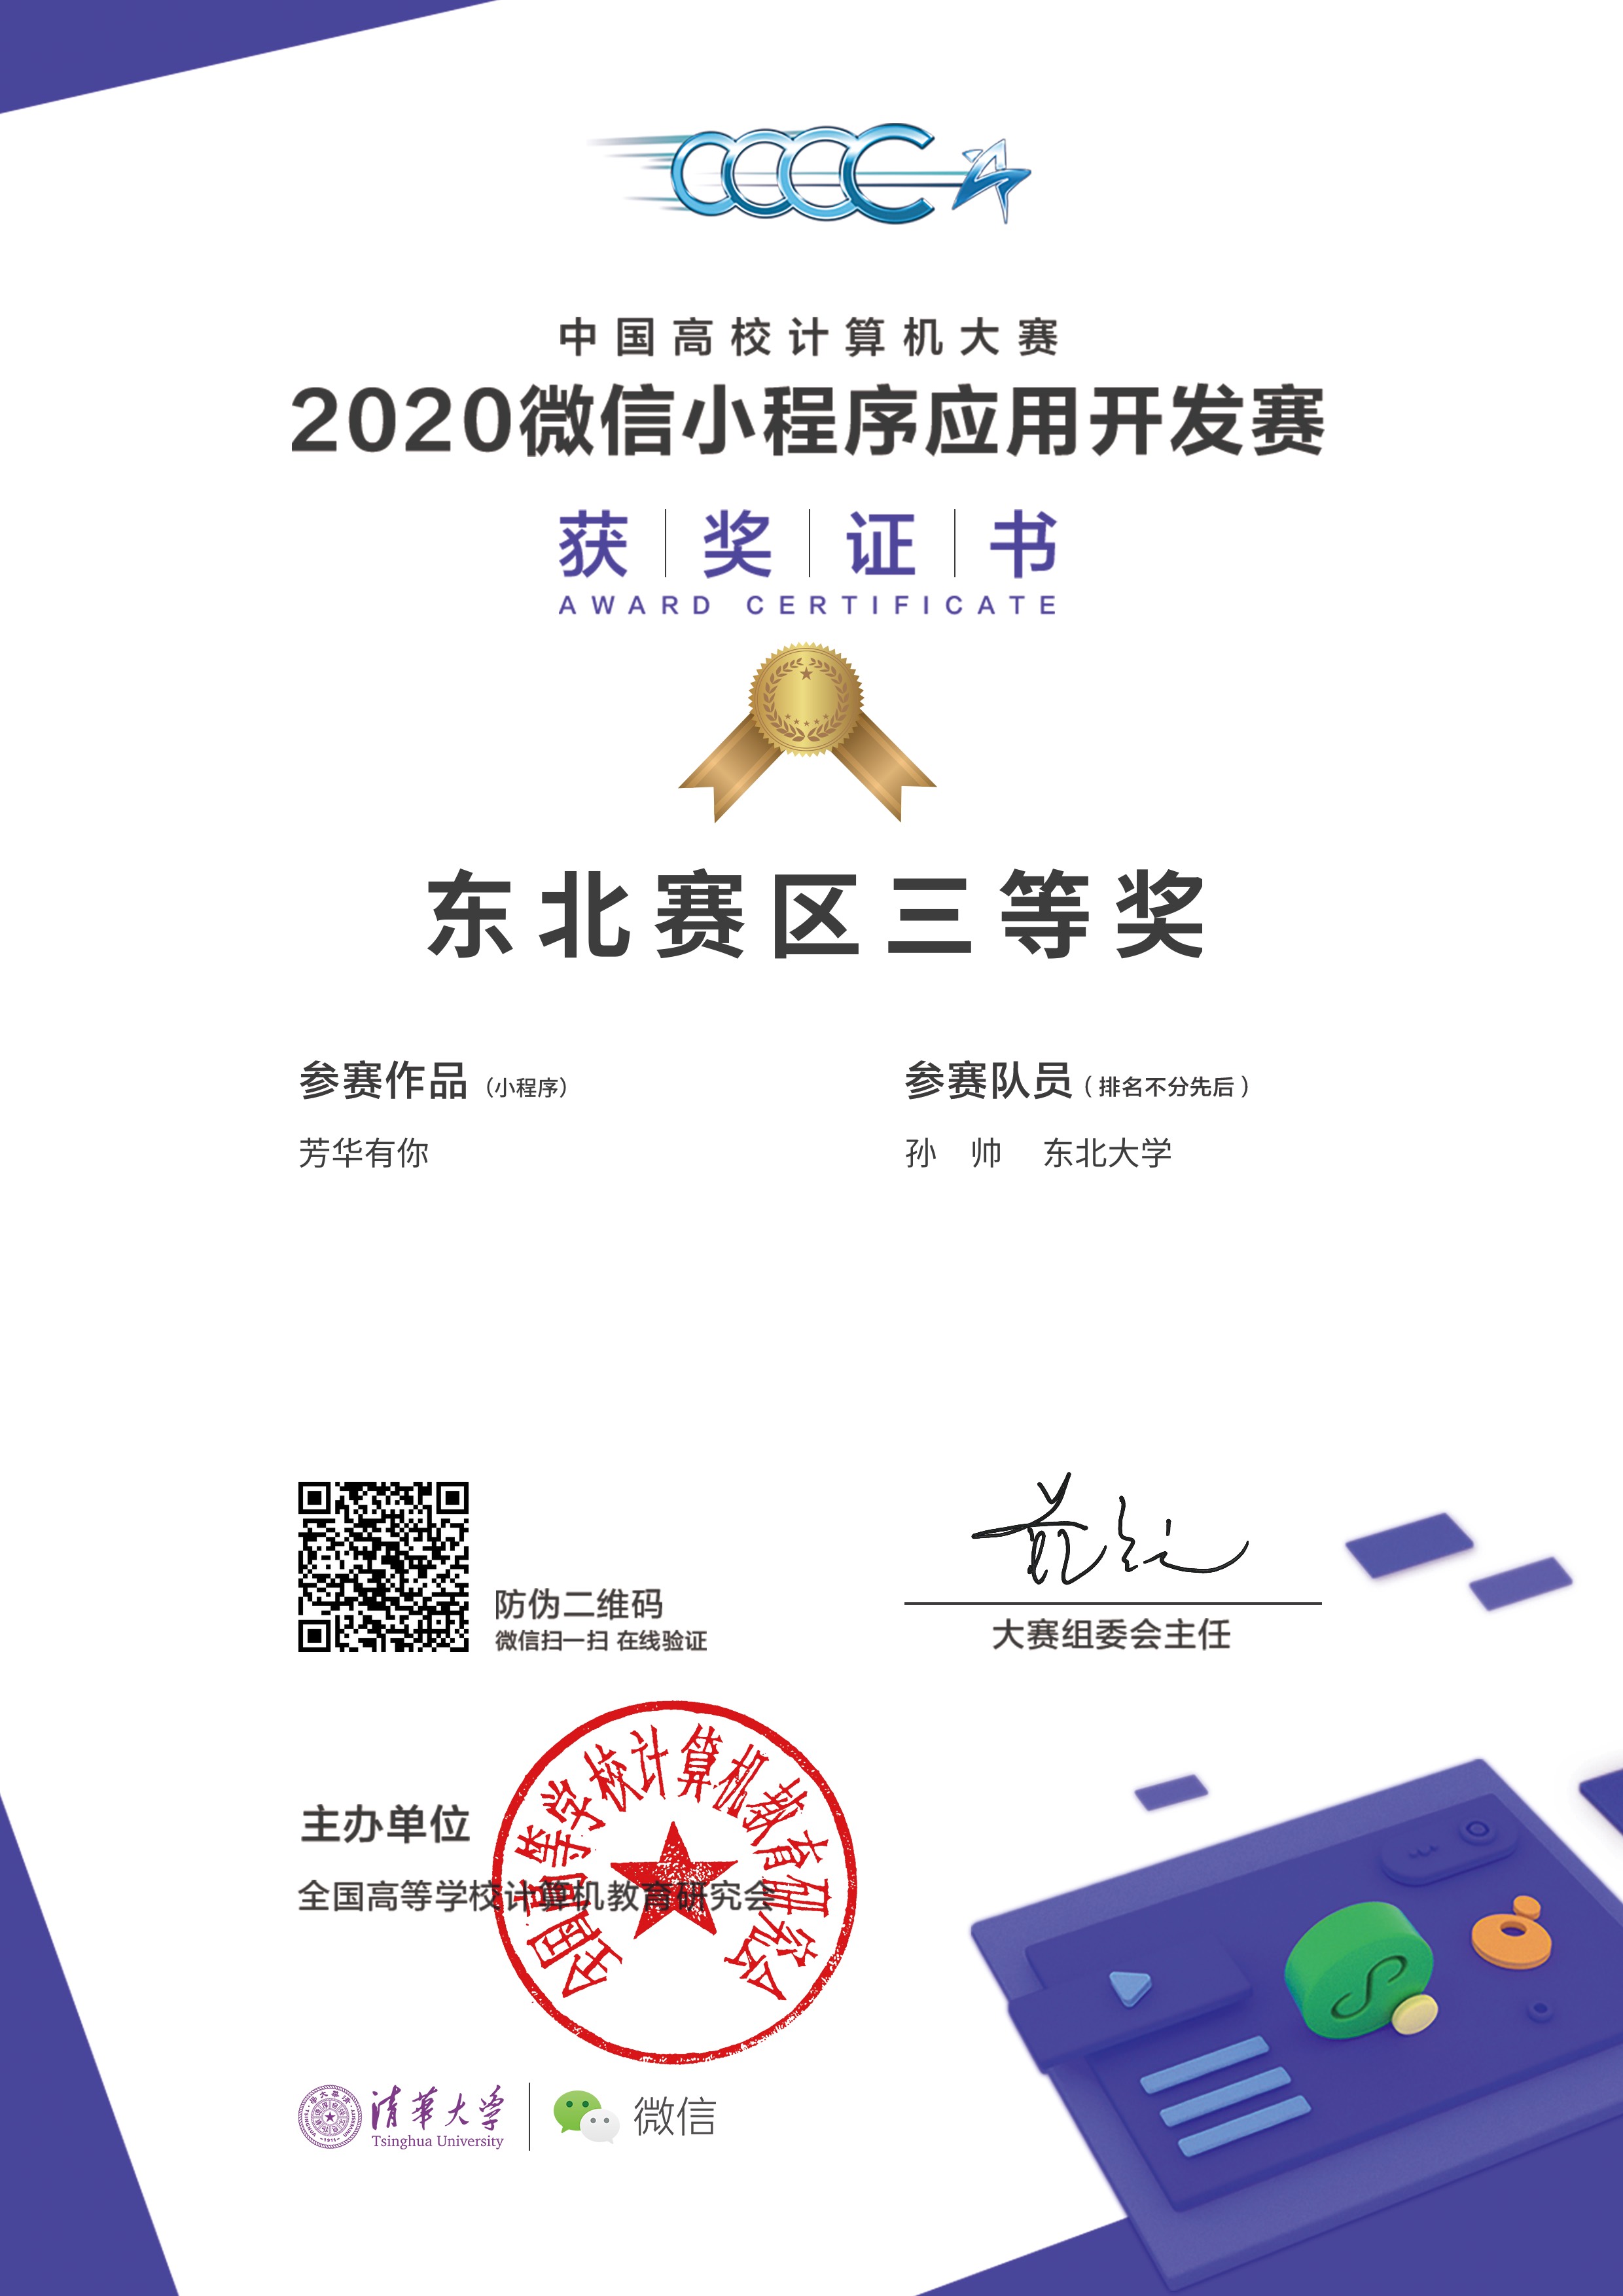 CCCC
中国高校计算机大赛
2020微信小程序应用开发赛
获奖证书
AWARD CERTIFICATE
东北赛区三等奖
参赛作品（小程序）
芳华有你
参赛队员（排名不分先后）
孙 帅 东北大学
防伪二维码
微信扫一扫 在线验证
大赛组委会主任
主办单位
全国高等学校计算机教育研究会
全国高等学校计算机教育研究会
清华大学
Tsinghua University
微信